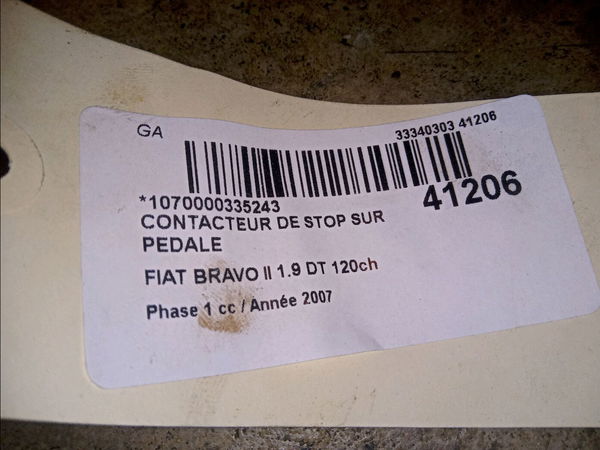 GA
33340303 41206
*1070000335243
41206
CONTACTEUR DE STOP SUR
PEDALE
FIAT BRAVO II 1.9 DT 120ch
Phase 1 cc / Année 2007